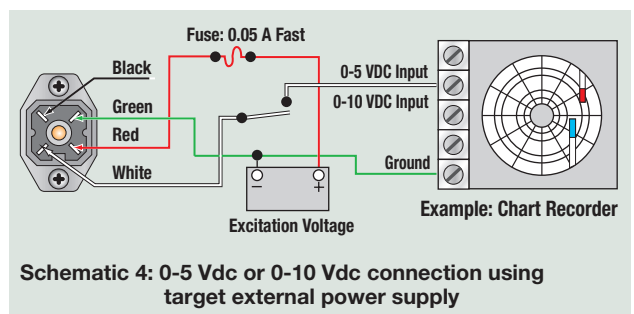 Fuse: 0.05 A Fast
Black
0-5 VDC Input
Green
0-10 VDC Input
Red
White
Ground
– +
Excitation Voltage
Example: Chart Recorder
Schematic 4: 0-5 Vdc or 0-10 Vdc connection using
target external power supply